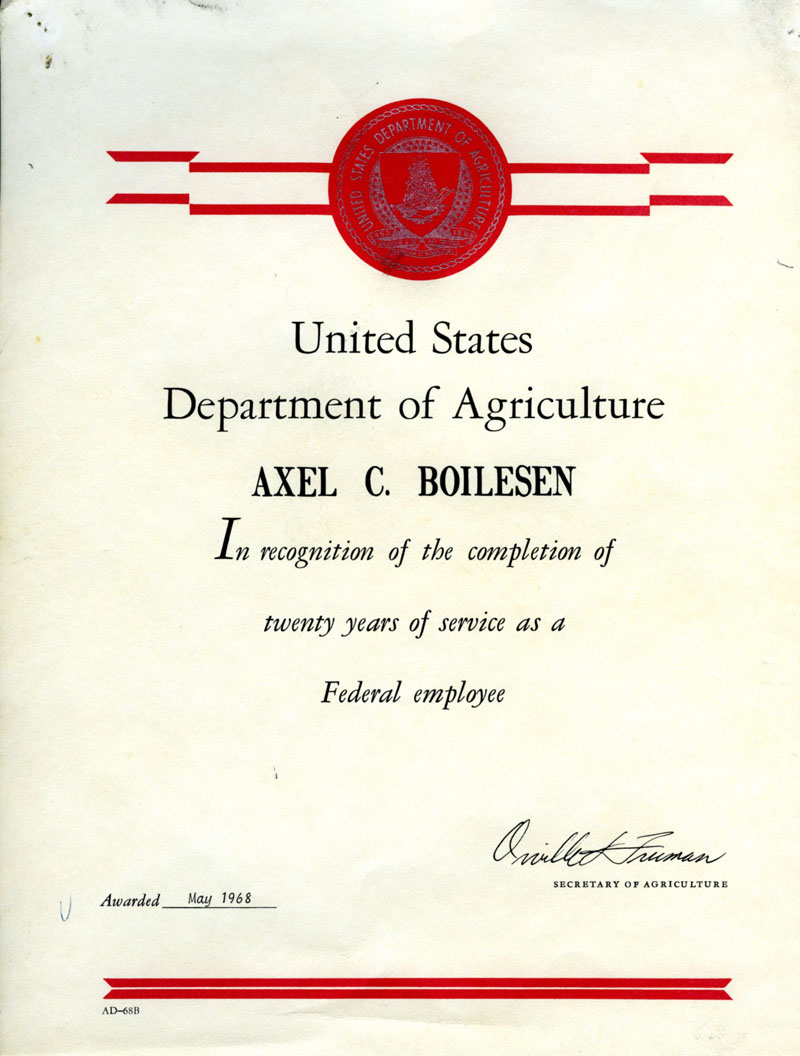 UNITED STATES DEPARTMENT OF AGRICULTURE
United States
Department of Agriculture
AXEL C. BOILESEN
In recognition of the completion of
twenty years of service as a
Federal employee
Orville L Freeman
SECRETARY OF AGRICULTURE
Awarded May 1968
AD–68B